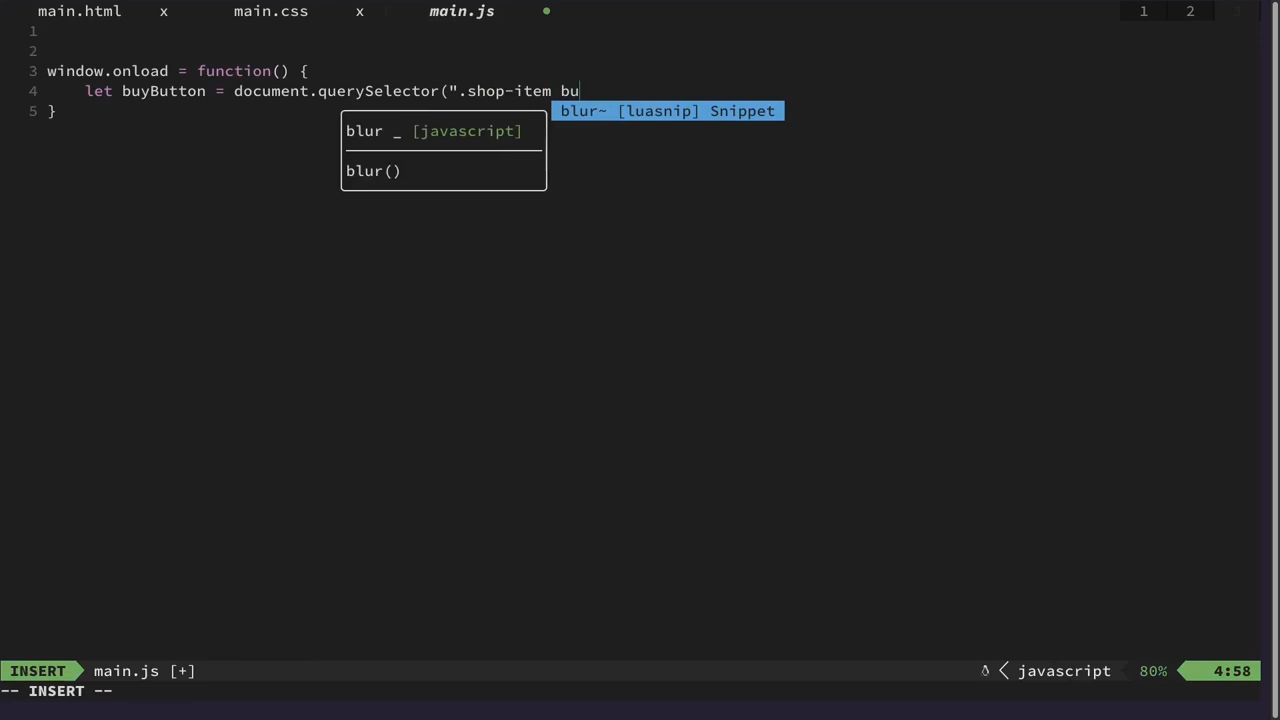 main.html x main.css x main.js 1 2
1
2
3 window.onload = function() {
4 let buyButton = document.querySelector(".shop-item bu
5 } blur~ [luasnip] Snippet
blur _ [javascript]
blur()
INSERT main.js [+] javascript 80% 4:58
-- INSERT --